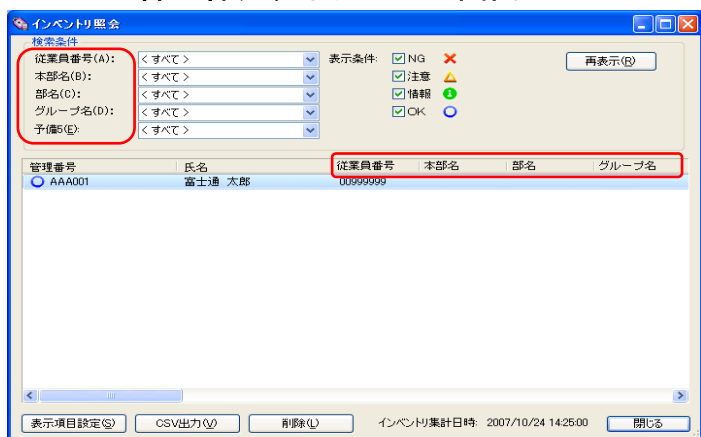 インベントリ照会
検索条件
従業員番号(A): <すべて> 表示条件: NG 再表示(R)
本部名(B): <すべて> 注意
部名(C): <すべて> 情報
グループ名(D): <すべて> OK
予備5(E): <すべて>
管理番号 氏名 従業員番号 本部名 部名 グループ名
AAA001 富士通 太郎 00999999
表示項目設定(S) CSV出力(V) 削除(L) インベントリ集計日時: 2007/10/24 14:25:00 閉じる